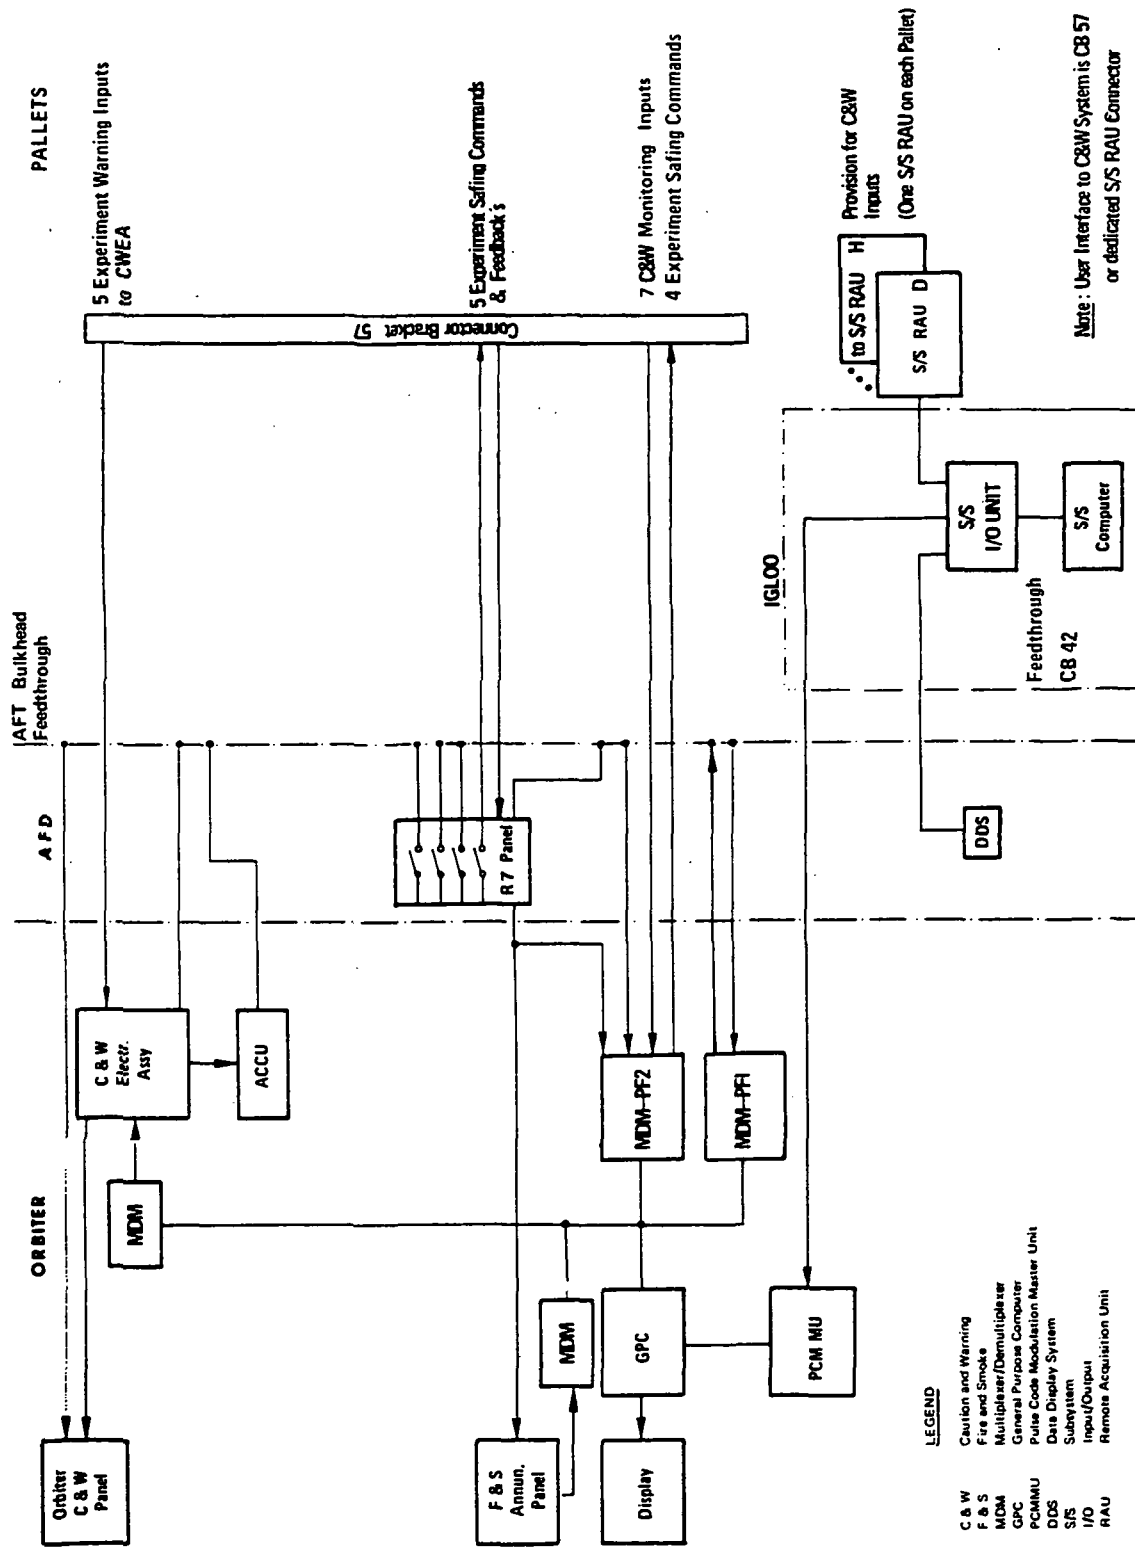 ORBITER
AFD
AFT Bulkhead
Feedthrough
PALLETS
Orbiter
C & W
Panel
MDM
C & W
Electr.
Assy
ACCU
5 Experiment Warning Inputs
to CWEA
F & S
Annun.
Panel
MDM
R7 Panel
Connector Bracket 57
5 Experiment Safing Commands
& Feedback's
Display
GPC
MDM-PF2
MDM-PF1
7 C&W Monitoring Inputs
4 Experiment Safing Commands
PCM MU
IGLOO
to S/S RAU H
S/S RAU D
Provision for C&W
Inputs
(One S/S RAU on each Pallet)
DDS
S/S
I/O UNIT
Feedthrough
CB 42
S/S
Computer
Note: User Interface to C&W System is CB 57
or dedicated S/S RAU Connector
LEGEND
C & W Caution and Warning
F & S Fire and Smoke
MDM Multiplexer/Demultiplexer
GPC General Purpose Computer
PCMMU Pulse Code Modulation Master Unit
DDS Data Display System
S/S Subsystem
I/O Input/Output
RAU Remote Acquisition Unit